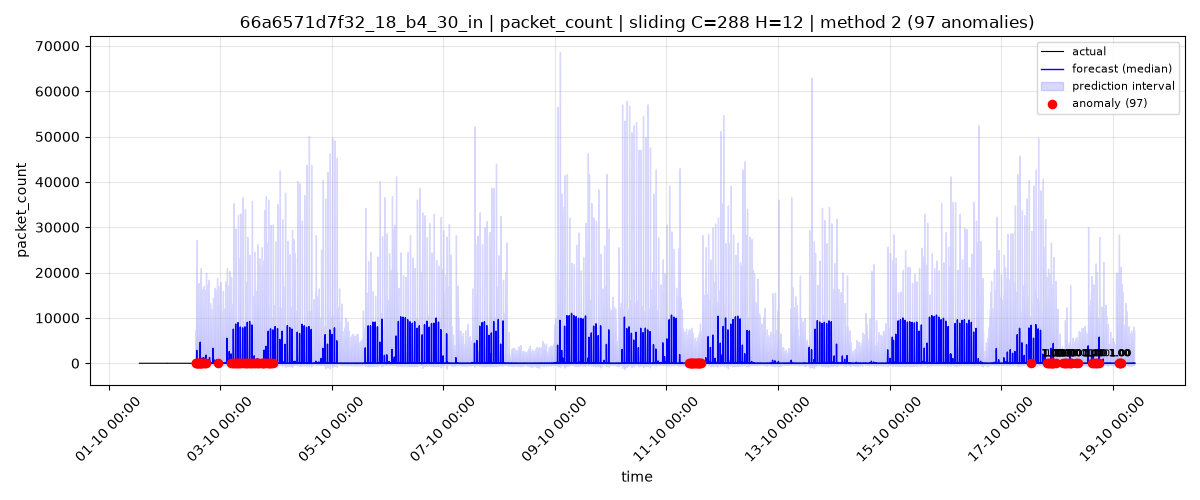 66a6571d7f32_18_b4_30_in | packet_count | sliding C=288 H=12 | method 2 (97 anomalies)
packet_count
70000
60000
50000
40000
30000
20000
10000
0
actual
forecast (median)
prediction interval
anomaly (97)
01-10 00:00
03-10 00:00
05-10 00:00
07-10 00:00
09-10 00:00
11-10 00:00
13-10 00:00
15-10 00:00
17-10 00:00
19-10 00:00
time